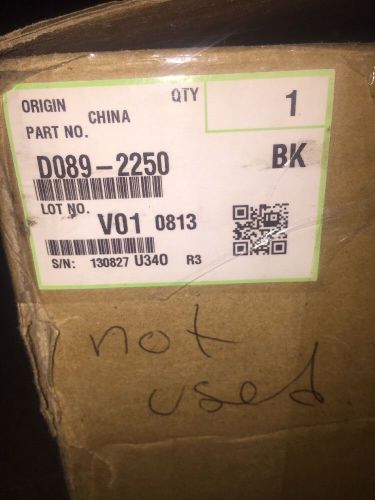 ORIGIN CHINA QTY 1
PART NO.
D089-2250 BK
LOT NO.
V01 0813
S/N: 130827 U340 R3
not
used.